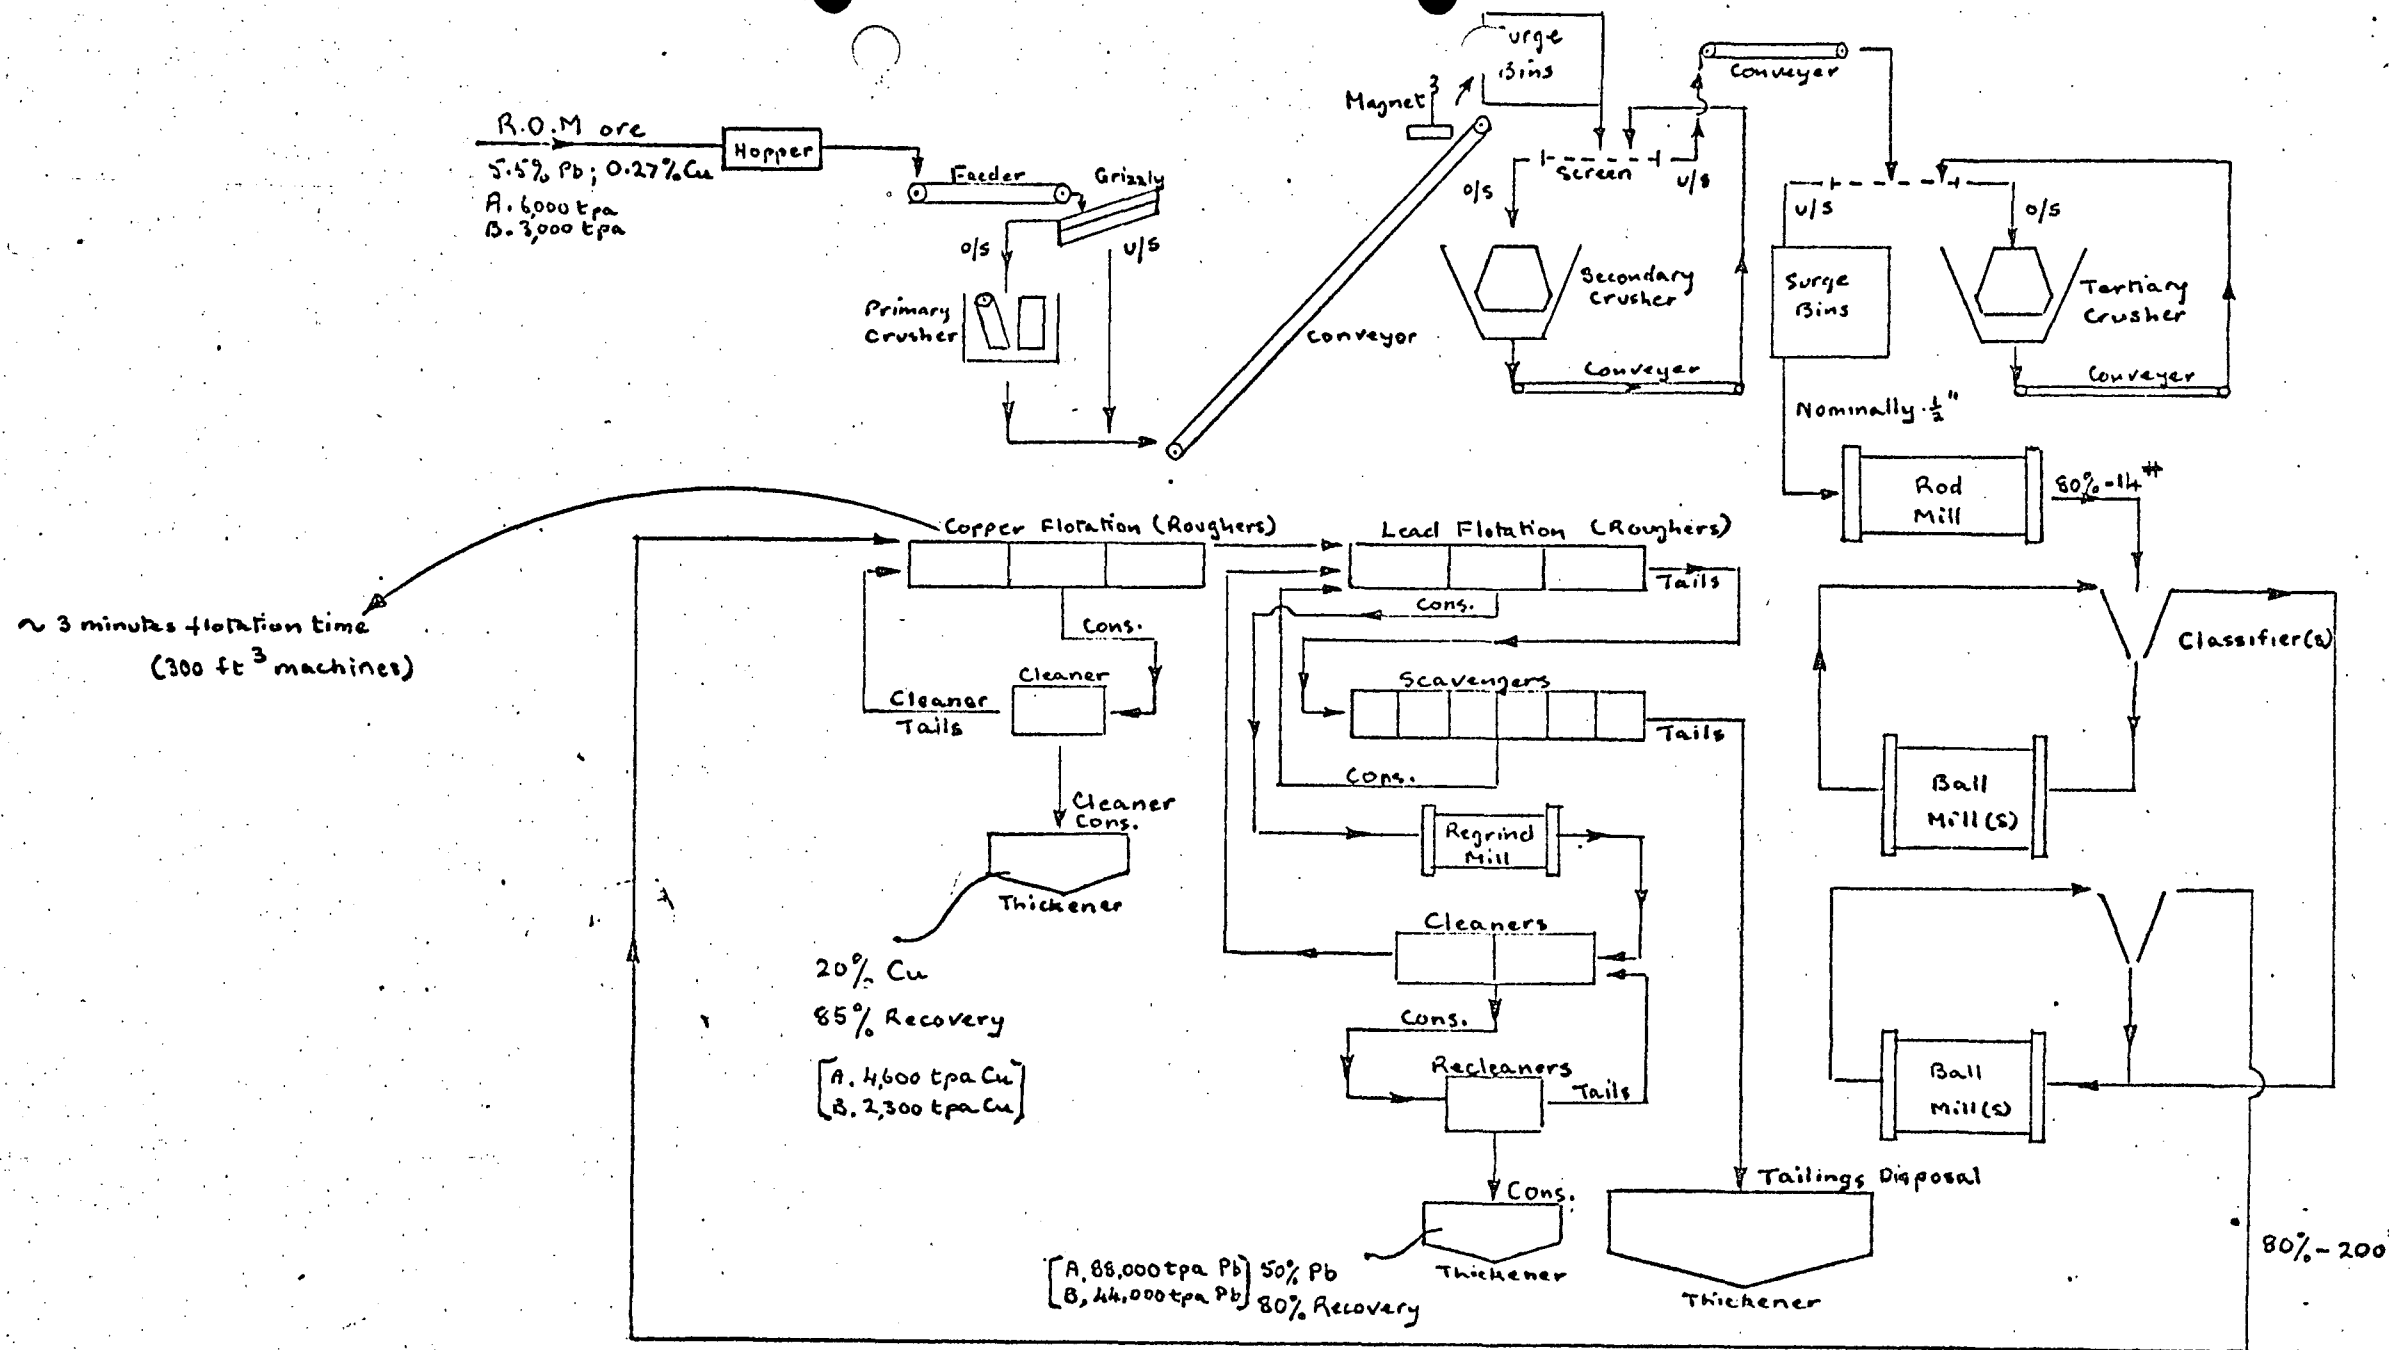 R.O.M ore
5.5% Pb; 0.27% Cu
A. 6,000 tpa
B. 3,000 tpa
Hopper
Feeder
Grizzly
o/s
u/s
Primary
Crusher
Conveyor
Magnet
Bins
Screen
o/s
u/s
Conveyer
Secondary
Crusher
Conveyer
u/s
o/s
Surge
Bins
Tertiary
Crusher
Conveyer
Nominally ½"
Rod
Mill
80%-14#
Classifier(s)
Ball
Mill(s)
Ball
Mill(s)
80%-200
Copper Flotation (Roughers)
~ 3 minutes flotation time
(300 ft3 machines)
Cons.
Cleaner
Cleaner
Tails
Cleaner
Cons.
Thickener
20% Cu
85% Recovery
[A. 4,600 tpa Cu]
[B. 2,300 tpa Cu]
Lead Flotation (Roughers)
Tails
Cons.
Scavengers
Tails
Cons.
Regrind
Mill
Cleaners
Cons.
Recleaners
Tails
Cons.
Thickener
[A, 88,000 tpa Pb] 50% Pb
[B, 44,000 tpa Pb] 80% Recovery
Tailings Disposal
Thickener